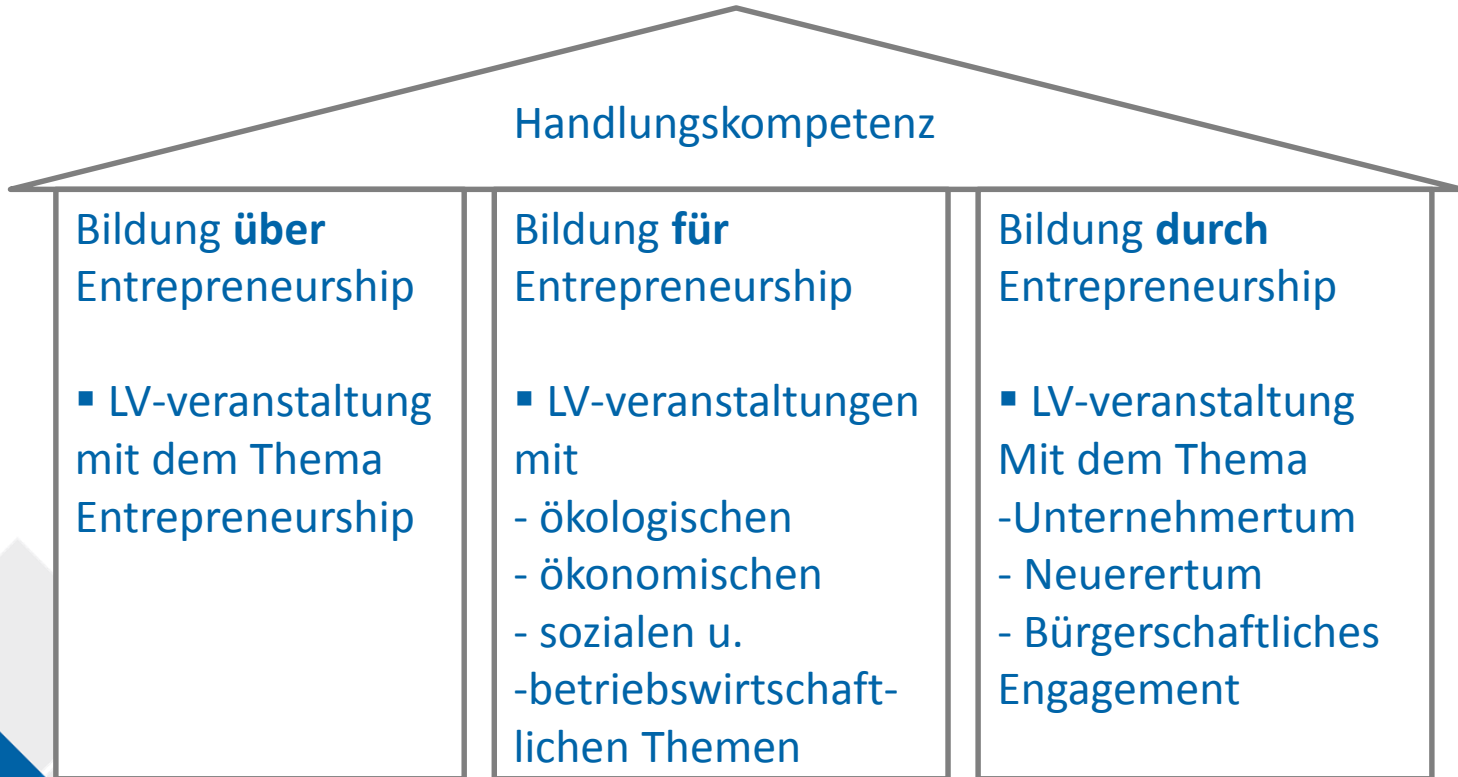 Handlungskompetenz
Bildung über
Entrepreneurship
▪ LV-veranstaltung
mit dem Thema
Entrepreneurship
Bildung für
Entrepreneurship
▪ LV-veranstaltungen
mit
- ökologischen
- ökonomischen
- sozialen u.
-betriebswirtschaft-
lichen Themen
Bildung durch
Entrepreneurship
▪ LV-veranstaltung
Mit dem Thema
-Unternehmertum
- Neuerertum
- Bürgerschaftliches
Engagement